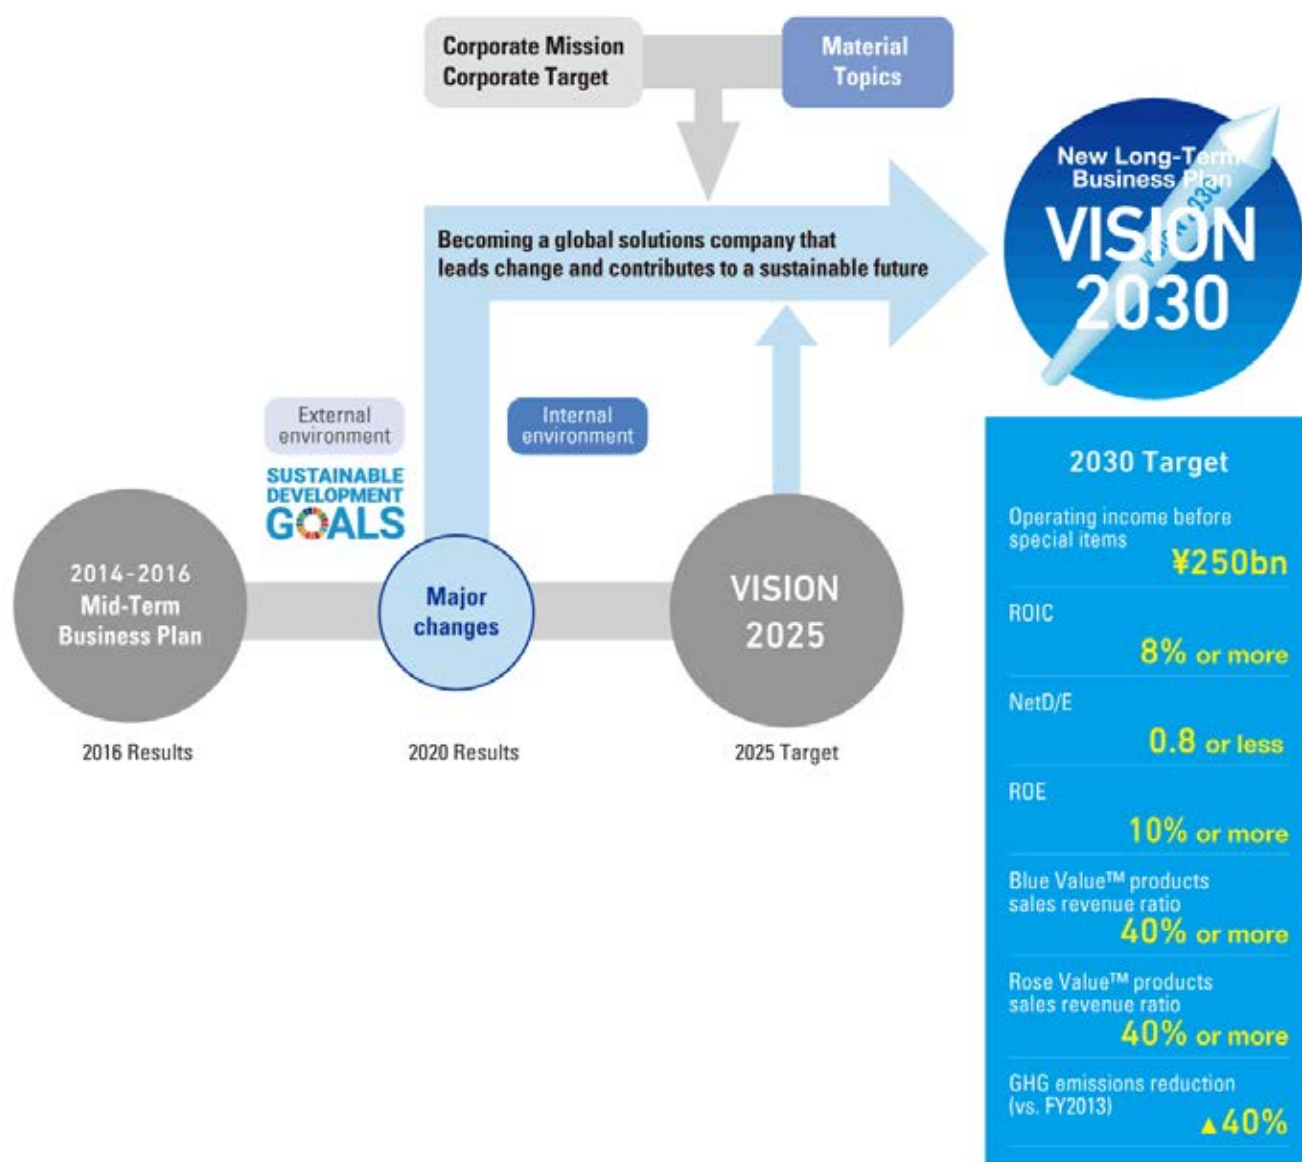 Corporate Mission
Corporate Target
Material
Topics
New Long-Term
Business Plan
VISION 2030
VISION
2030
Becoming a global solutions company that
leads change and contributes to a sustainable future
External
environment
SUSTAINABLE
DEVELOPMENT
GOALS
Internal
environment
2014-2016
Mid-Term
Business Plan
Major
changes
VISION
2025
2016 Results
2020 Results
2025 Target
2030 Target
Operating income before
special items
¥250bn
ROIC
8% or more
NetD/E
0.8 or less
ROE
10% or more
Blue Value™ products
sales revenue ratio
40% or more
Rose Value™ products
sales revenue ratio
40% or more
GHG emissions reduction
(vs. FY2013)
▲40%